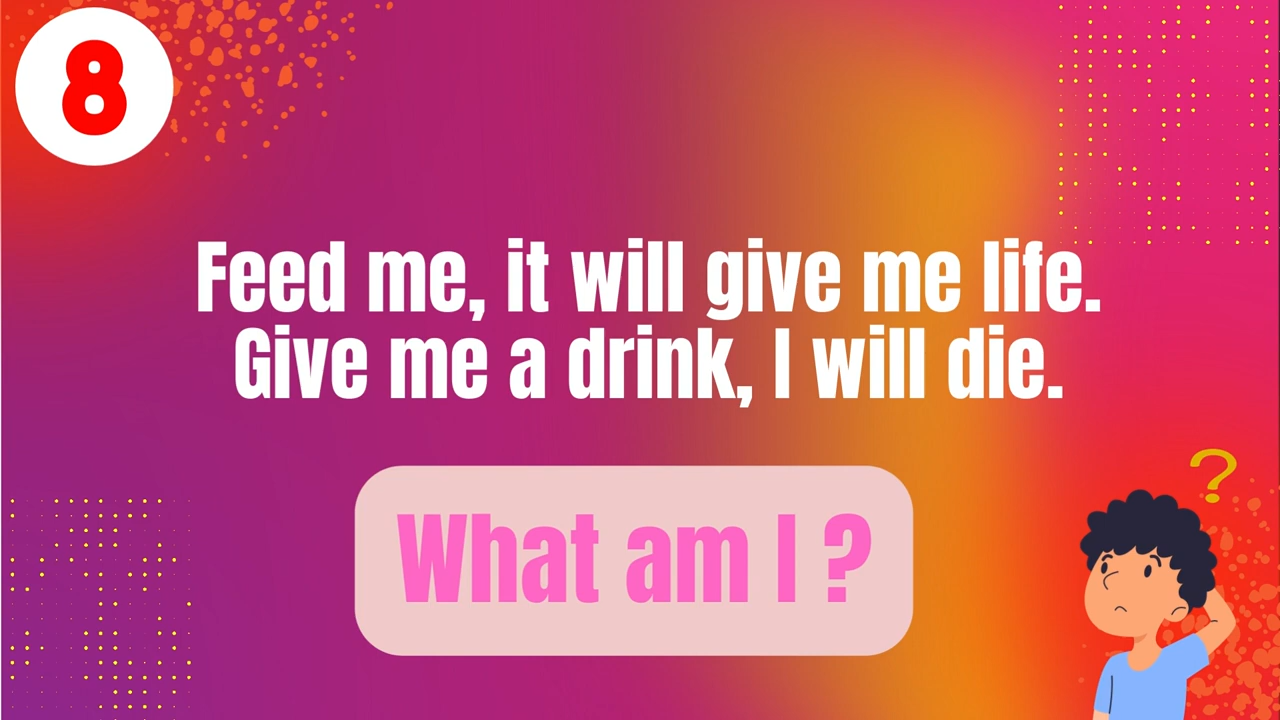 8
Feed me, it will give me life.
Give me a drink, I will die.
What am I ?
?